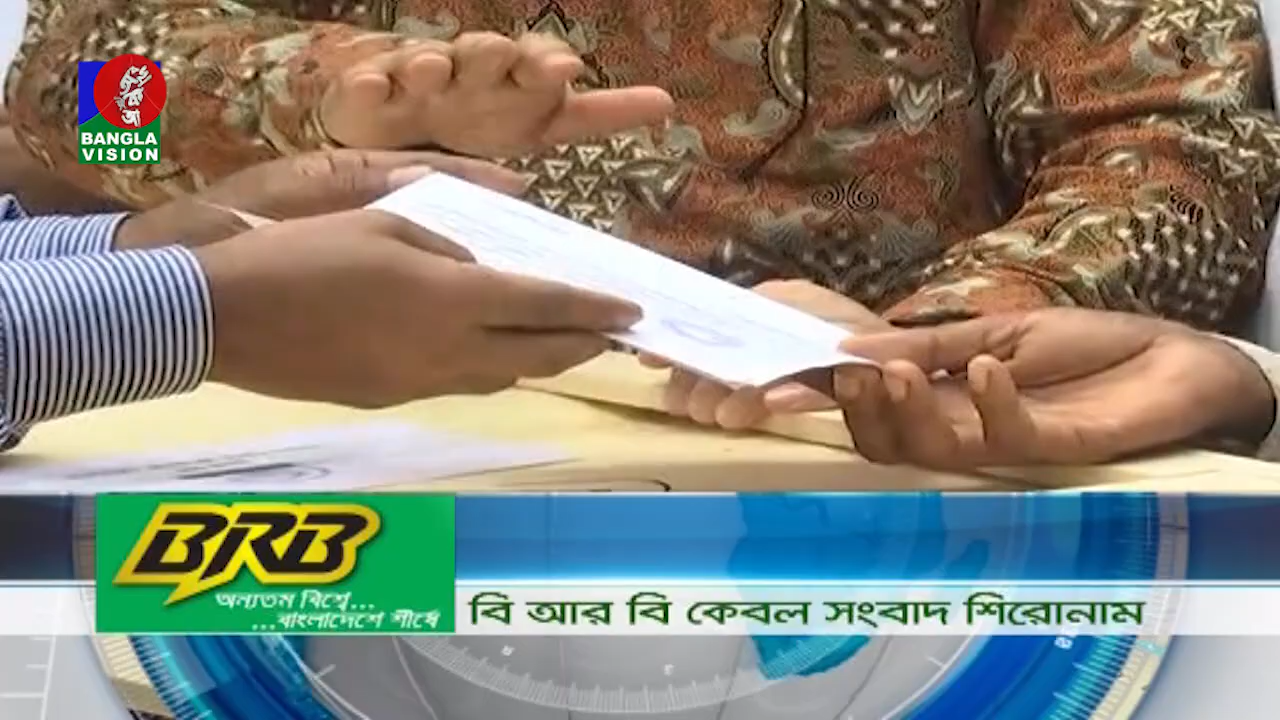 BANGLA
VISION
BRB
অন্যতম বিশ্বে...
...বাংলাদেশে শীর্ষে
বি আর বি কেবল সংবাদ শিরোনাম